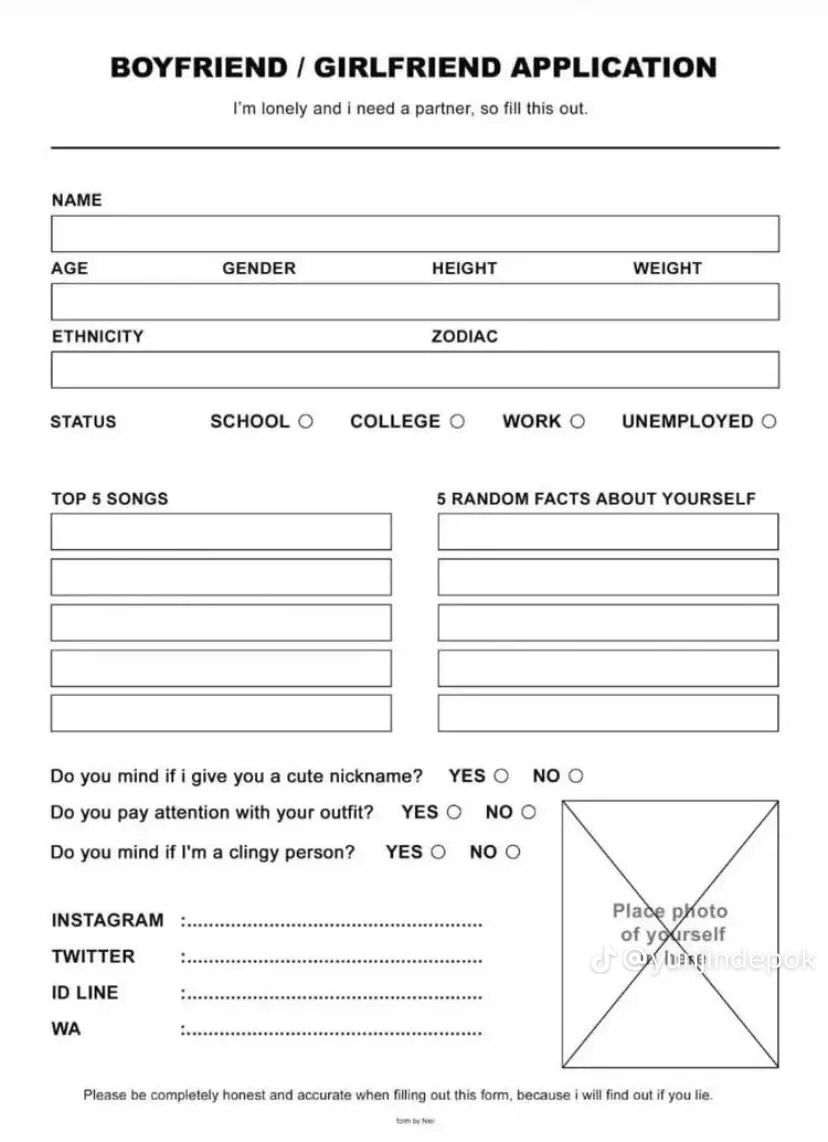 BOYFRIEND / GIRLFRIEND APPLICATION
I'm lonely and i need a partner, so fill this out.
NAME
AGE GENDER HEIGHT WEIGHT
ETHNICITY ZODIAC
STATUS SCHOOL COLLEGE WORK UNEMPLOYED
TOP 5 SONGS 5 RANDOM FACTS ABOUT YOURSELF
Do you mind if i give you a cute nickname? YES NO
Do you pay attention with your outfit? YES NO
Do you mind if I'm a clingy person? YES NO
INSTAGRAM :
TWITTER :
ID LINE :
WA :
Place photo
of yourself
here
Please be completely honest and accurate when filling out this form, because i will find out if you lie.
form by